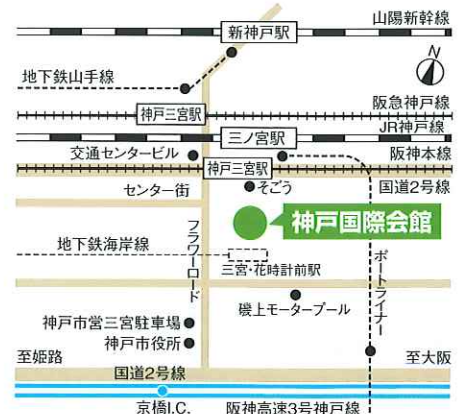 山陽新幹線
新神戸駅
N
地下鉄山手線
阪急神戸線
神戸三宮駅
JR神戸線
三ノ宮駅
交通センタービル
阪神本線
神戸三宮駅
国道2号線
センター街
そごう
神戸国際会館
フラワーロード
地下鉄海岸線
三宮・花時計前駅
ポートライナー
磯上モータープール
神戸市営三宮駐車場
神戸市役所
至姫路
至大阪
国道2号線
京橋I.C.
阪神高速3号神戸線